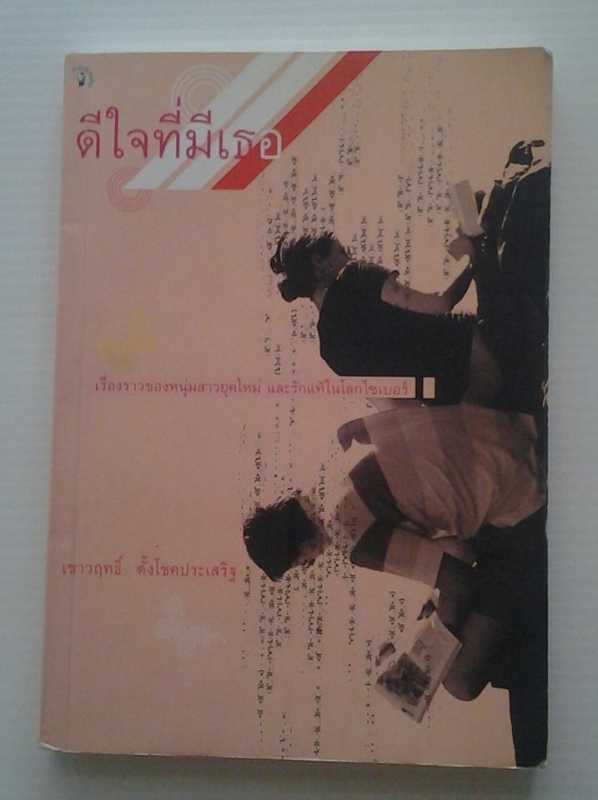 ดีใจที่มีเธอ
เรื่องราวของหนุ่มสาวยุคใหม่ และรักแท้ในโลกไซเบอร์
เชาวฤทธิ์ ตั้งโชคประเสริฐ